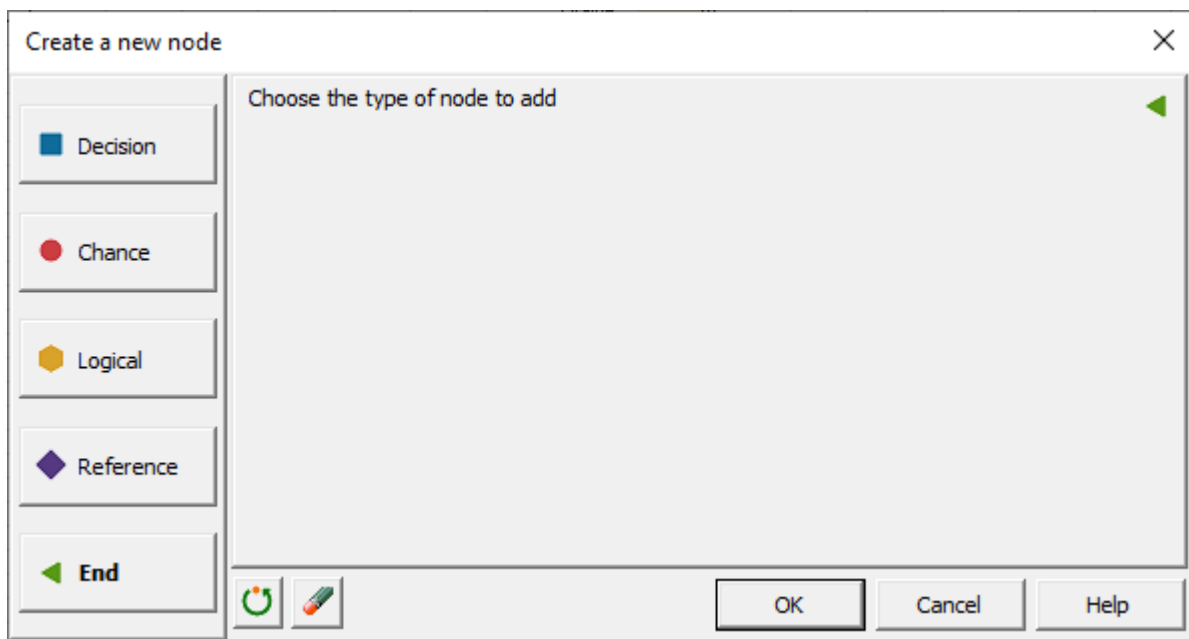 Create a new node
Choose the type of node to add
Decision
Chance
Logical
Reference
End
OK
Cancel
Help